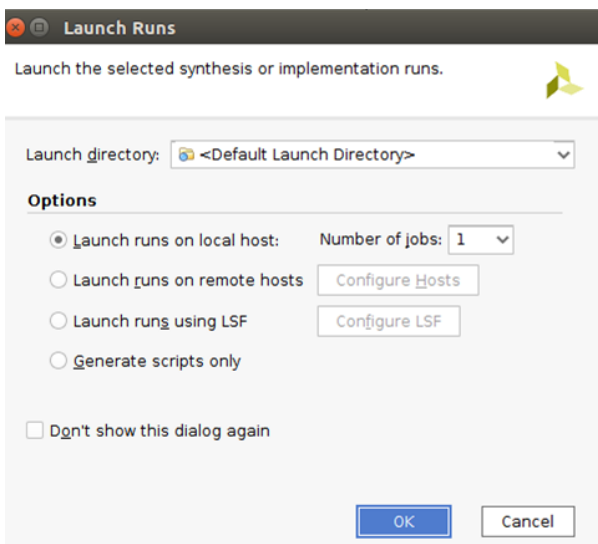 Launch Runs
Launch the selected synthesis or implementation runs.
Launch directory: <Default Launch Directory>
Options
Launch runs on local host: Number of jobs: 1
Launch runs on remote hosts Configure Hosts
Launch runs using LSF Configure LSF
Generate scripts only
Don't show this dialog again
OK Cancel